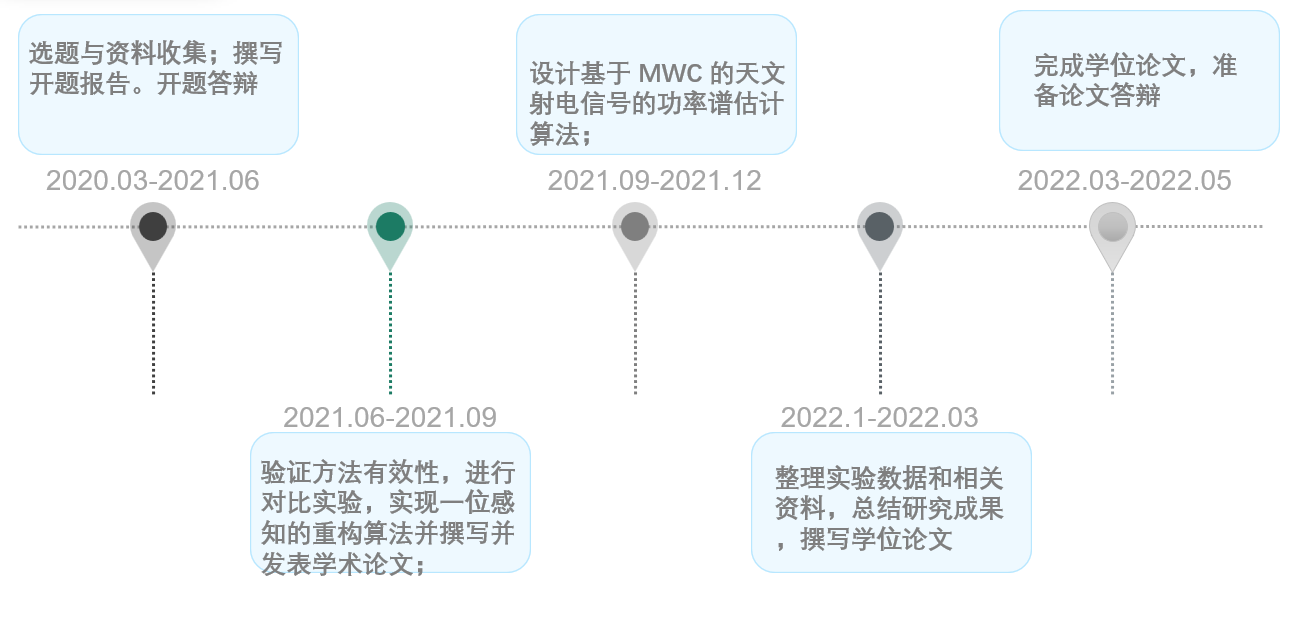 选题与资料收集；撰写
开题报告。开题答辩
2020.03-2021.06
2021.06-2021.09
验证方法有效性，进行
对比实验，实现一位感
知的重构算法并撰写并
发表学术论文；
设计基于 MWC 的天文
射电信号的功率谱估计
算法；
2021.09-2021.12
2022.1-2022.03
整理实验数据和相关
资料，总结研究成果
，撰写学位论文
完成学位论文，准
备论文答辩
2022.03-2022.05